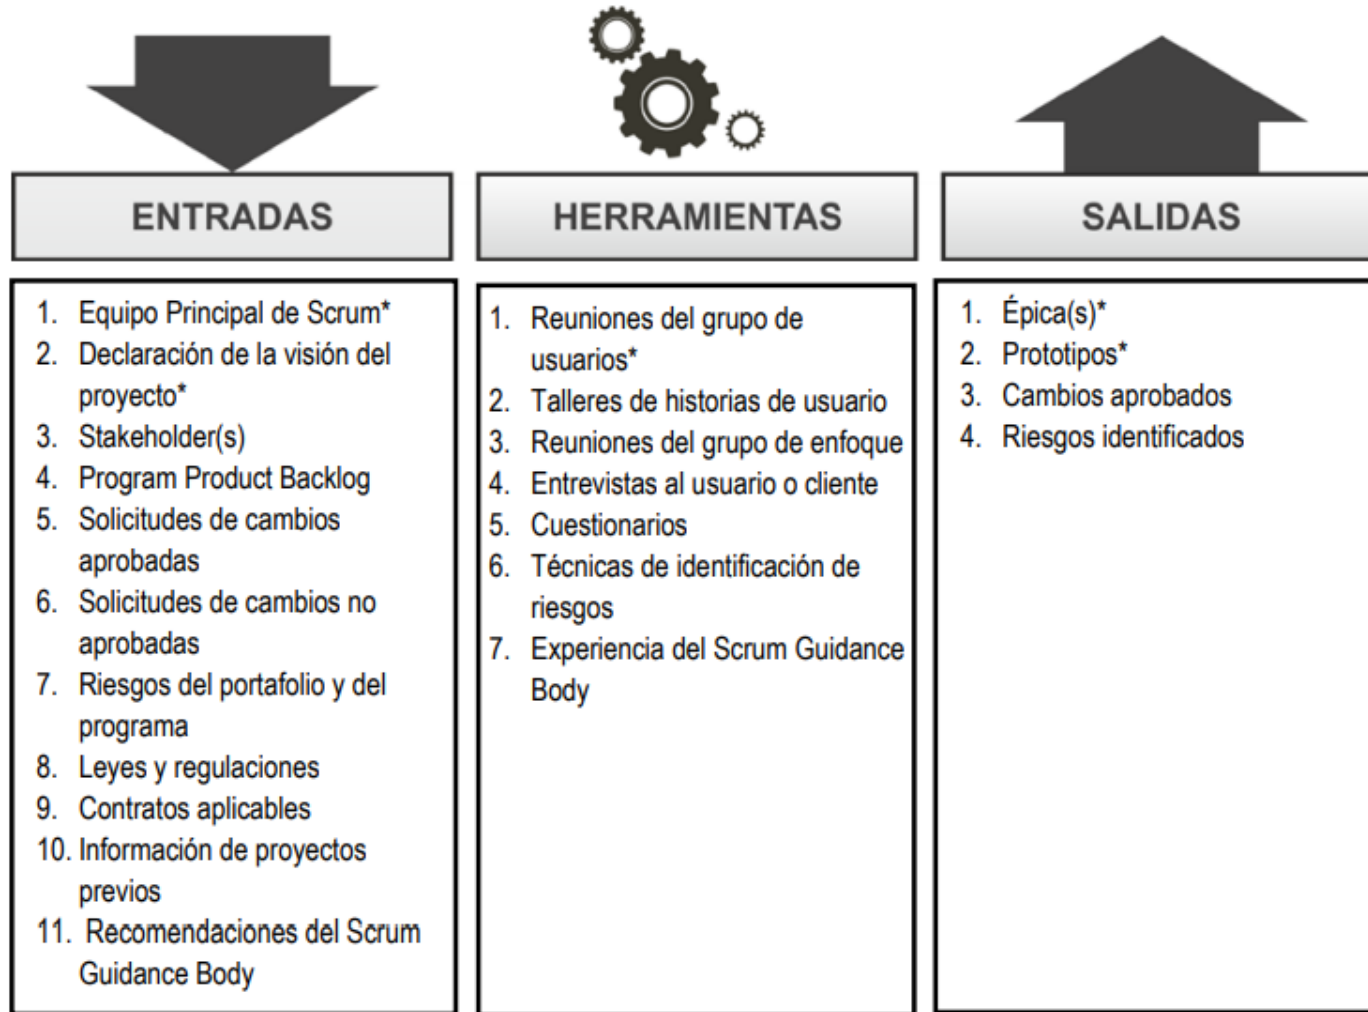 ENTRADAS
1. Equipo Principal de Scrum*
2. Declaración de la visión del
proyecto*
3. Stakeholder(s)
4. Program Product Backlog
5. Solicitudes de cambios
aprobadas
6. Solicitudes de cambios no
aprobadas
7. Riesgos del portafolio y del
programa
8. Leyes y regulaciones
9. Contratos aplicables
10. Información de proyectos
previos
11. Recomendaciones del Scrum
Guidance Body
HERRAMIENTAS
1. Reuniones del grupo de
usuarios*
2. Talleres de historias de usuario
3. Reuniones del grupo de enfoque
4. Entrevistas al usuario o cliente
5. Cuestionarios
6. Técnicas de identificación de
riesgos
7. Experiencia del Scrum Guidance
Body
SALIDAS
1. Épica(s)*
2. Prototipos*
3. Cambios aprobados
4. Riesgos identificados